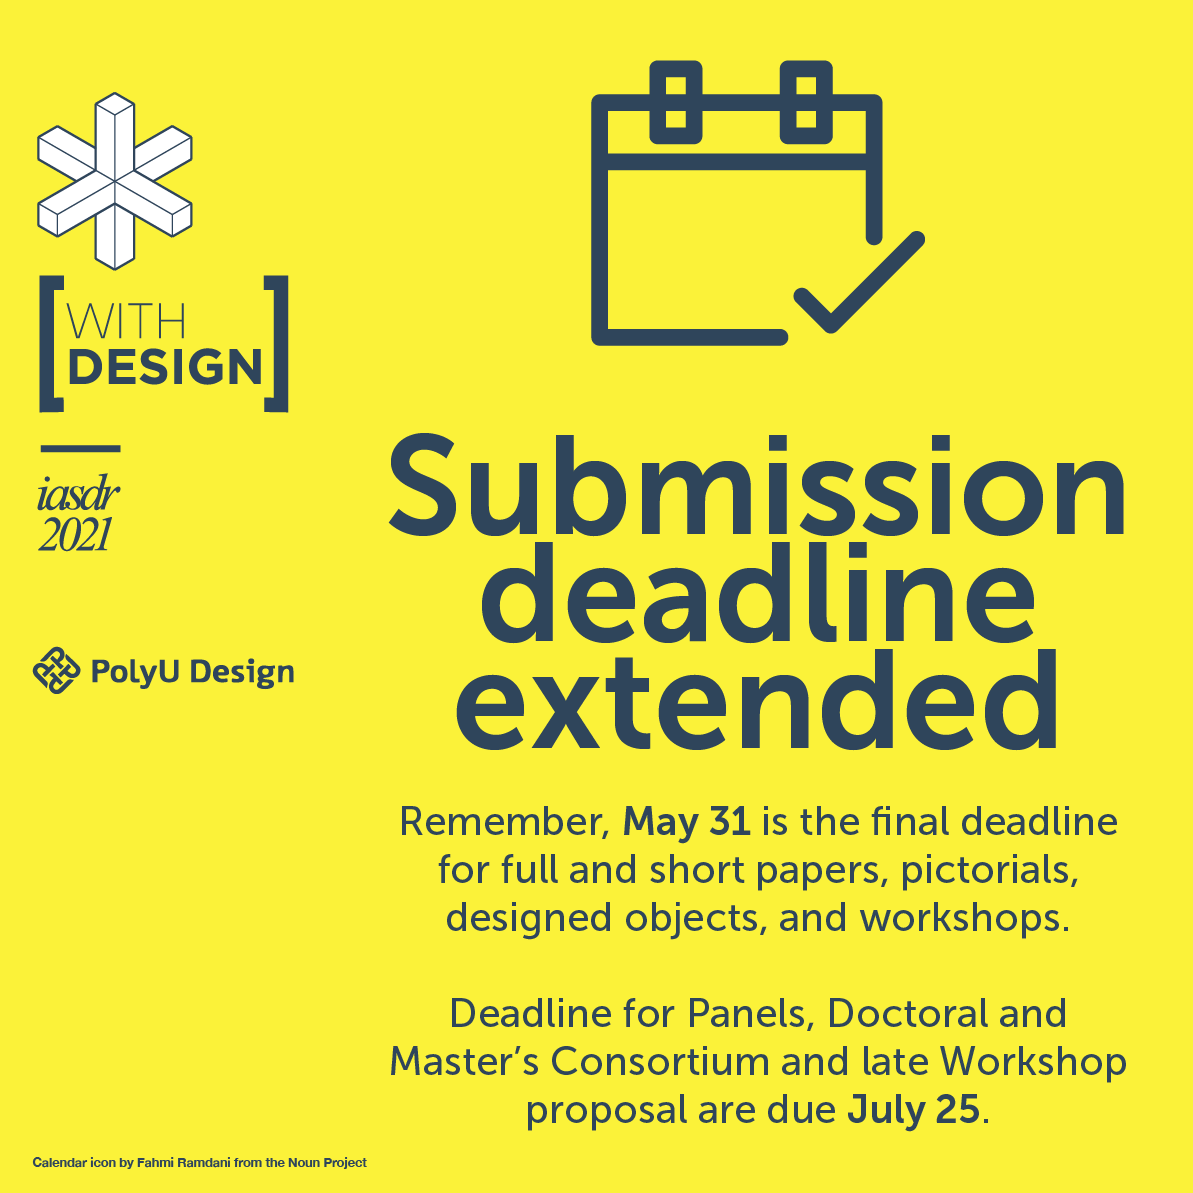 [WITH
DESIGN]
iasdr
2021
PolyU Design
Submission
deadline
extended
Remember, May 31 is the final deadline
for full and short papers, pictorials,
designed objects, and workshops.
Deadline for Panels, Doctoral and
Master’s Consortium and late Workshop
proposal are due July 25.
Calendar icon by Fahmi Ramdani from the Noun Project